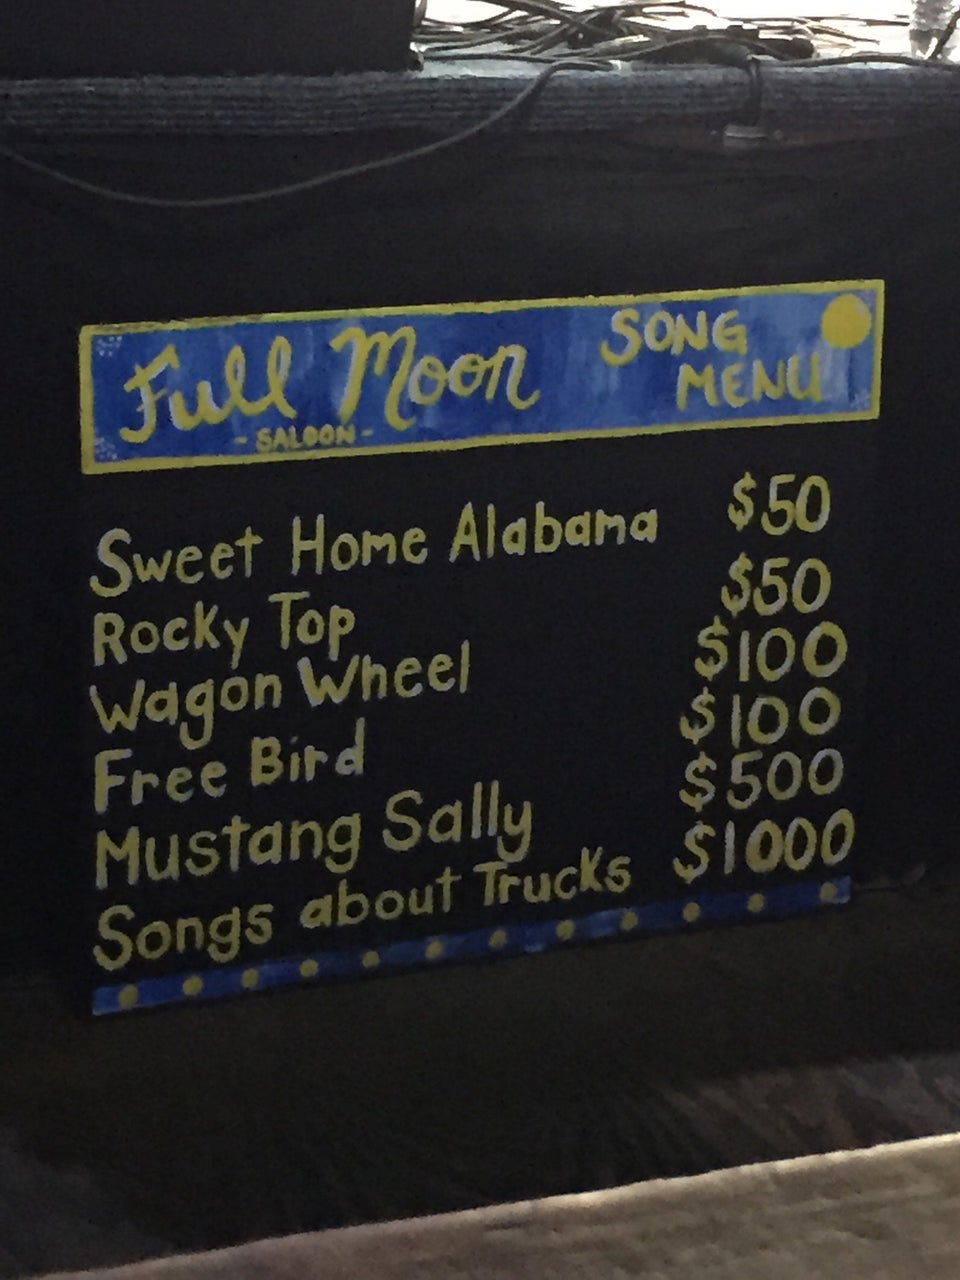 Full Moon
- SALOON -
SONG
MENU
Sweet Home Alabama $50
Rocky Top $50
Wagon Wheel $100
Free Bird $100
Mustang Sally $500
Songs about Trucks $1000